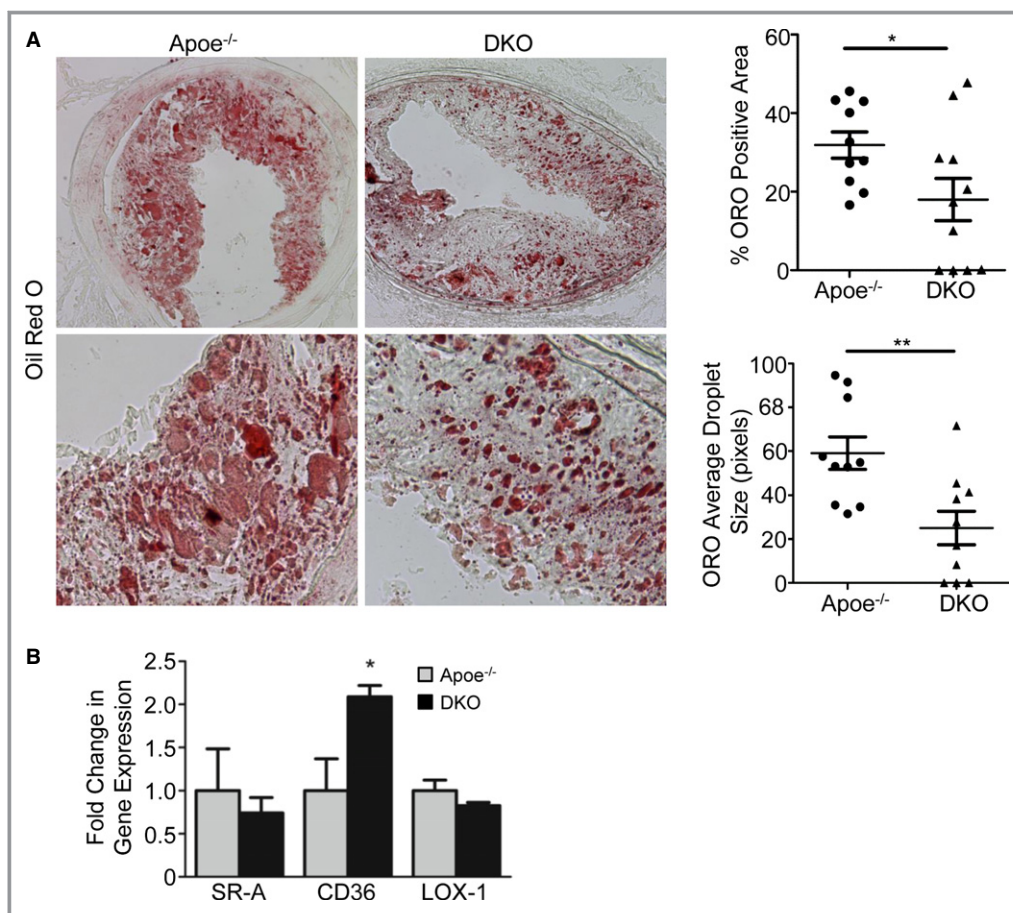 A
Apoe-/-
DKO
Oil Red O
% ORO Positive Area
60
40
20
0
*
Apoe-/-
DKO
ORO Average Droplet
Size (pixels)
100
68
60
40
20
0
**
Apoe-/-
DKO
B
Fold Change in
Gene Expression
2.5
2.0
1.5
1.0
0.5
0
*
Apoe-/-
DKO
SR-A
CD36
LOX-1